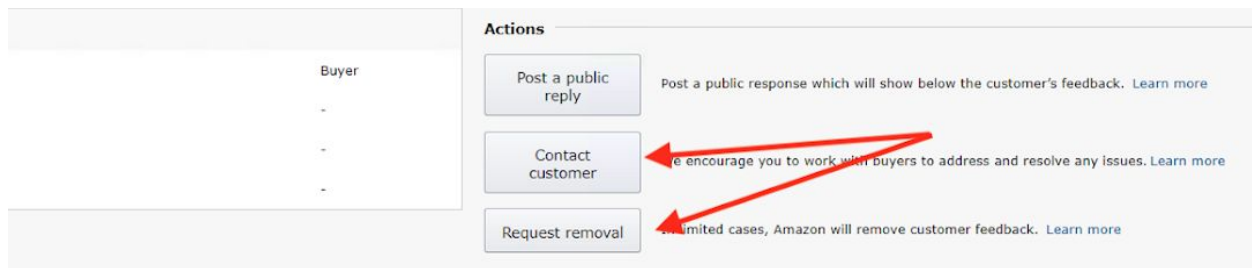 Actions
Buyer
Post a public
reply
Post a public response which will show below the customer's feedback. Learn more
-
-
Contact
customer
encourage you to work with buyers to address and resolve any issues. Learn more
-
Request removal
limited cases, Amazon will remove customer feedback. Learn more